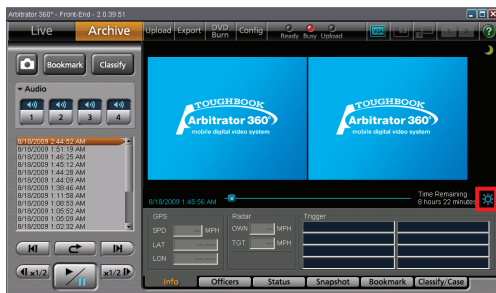 Arbitrator 360° - Front-End - 2.0.39.51
Live
Archive
Upload
Export
DVD
Burn
Config
Ready
Busy
Upload
?
Bookmark
Classify
Audio
1
2
3
4
8/18/2009 2:44:52 AM
8/18/2009 1:51:19 AM
8/18/2009 1:46:25 AM
8/18/2009 1:45:12 AM
8/18/2009 1:44:28 AM
8/18/2009 1:44:09 AM
8/18/2009 1:38:46 AM
8/18/2009 1:11:58 AM
8/18/2009 1:00:53 AM
8/18/2009 1:05:52 AM
8/18/2009 1:05:09 AM
8/18/2009 1:02:32 AM
x1/2
x1/2
TOUGHBOOK
Arbitrator 360°
mobile digital video system
TOUGHBOOK
Arbitrator 360°
mobile digital video system
8/18/2009 1:45:56 AM
Time Remaining
8 hours 22 minutes
GPS
SPD
MPH
LAT
LON
Radar
OWN
MPH
TGT
MPH
Trigger
Info
Officers
Status
Snapshot
Bookmark
Classify/Case